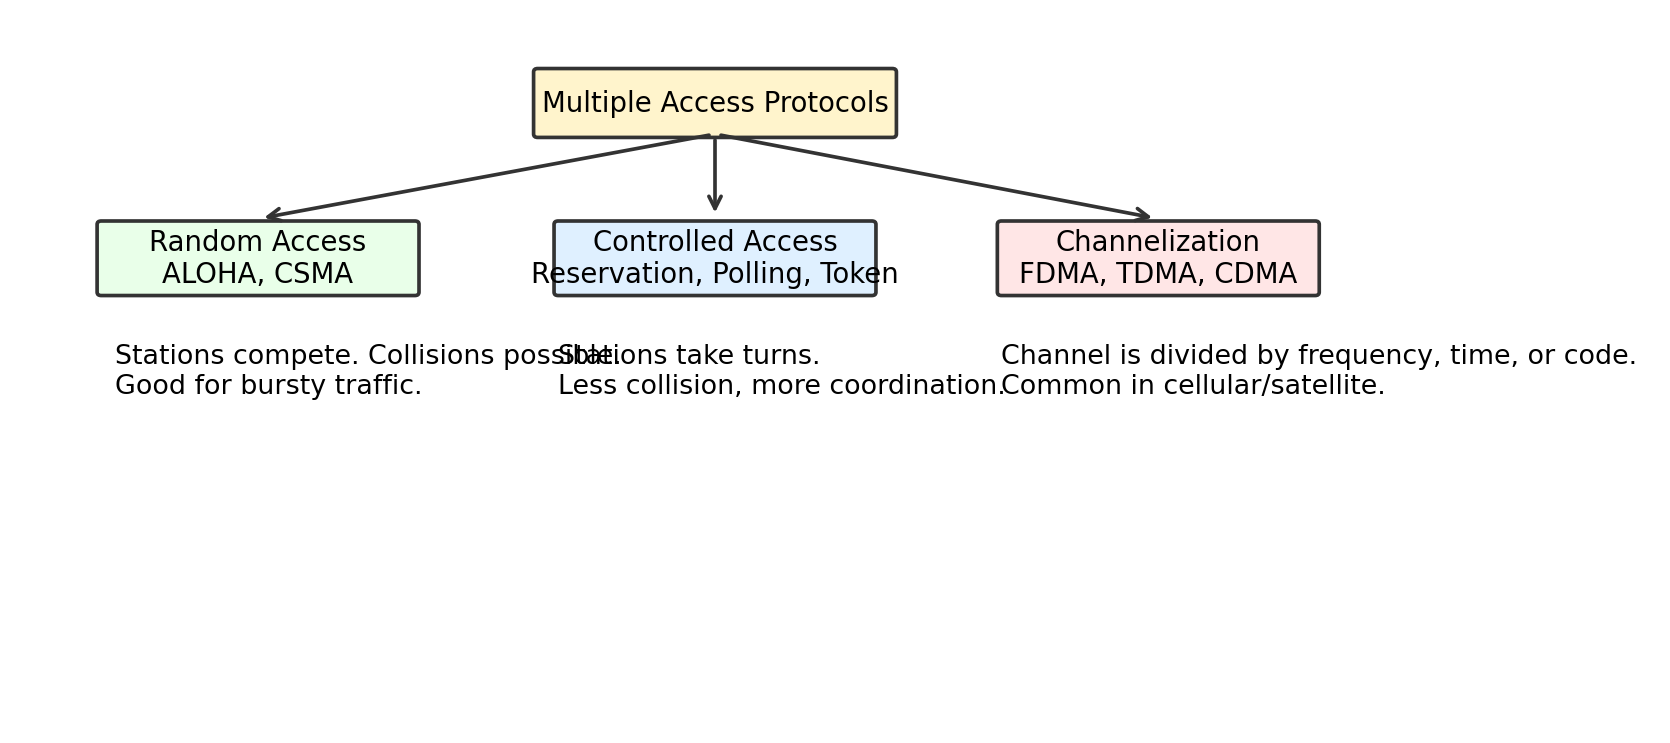 Multiple Access Protocols
Random Access
ALOHA, CSMA
Controlled Access
Reservation, Polling, Token
Channelization
FDMA, TDMA, CDMA
Stations compete. Collisions possible.
Good for bursty traffic.
Stations take turns.
Less collision, more coordination.
Channel is divided by frequency, time, or code.
Common in cellular/satellite.